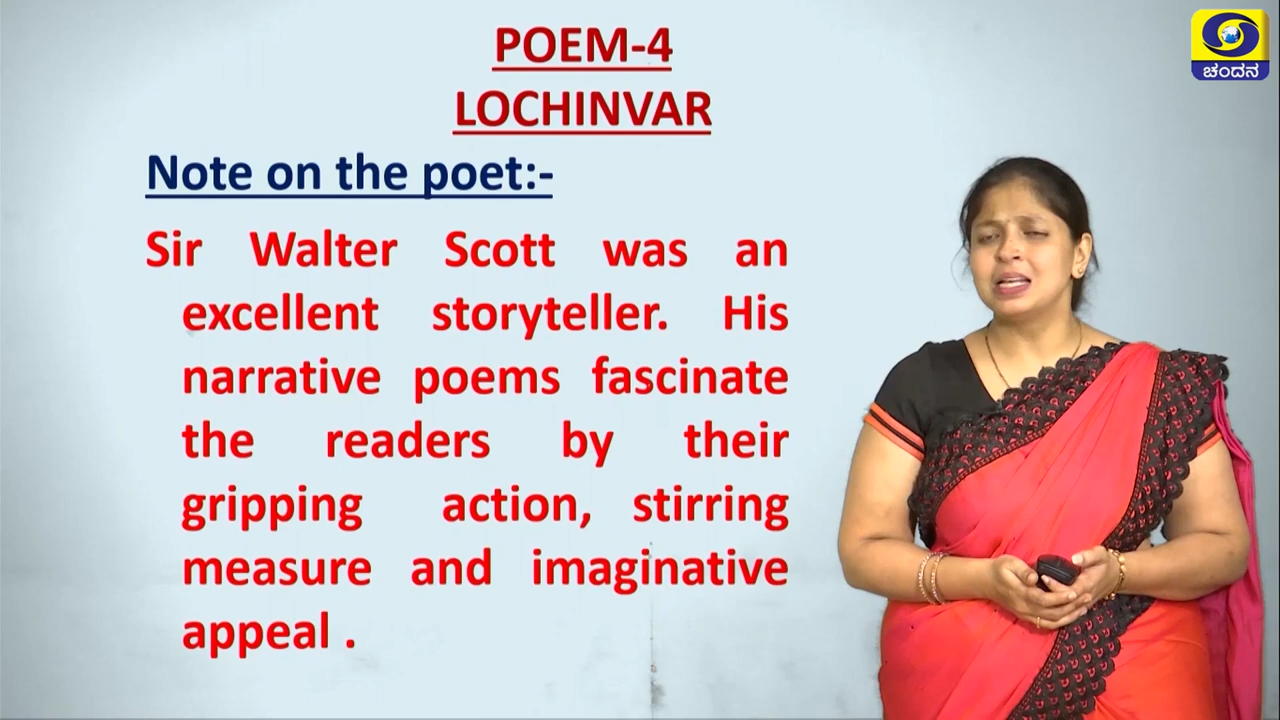 POEM-4
LOCHINVAR
Note on the poet:-
Sir Walter Scott was an
excellent storyteller. His
narrative poems fascinate
the readers by their
gripping action, stirring
measure and imaginative
appeal .
ಚಂದನ